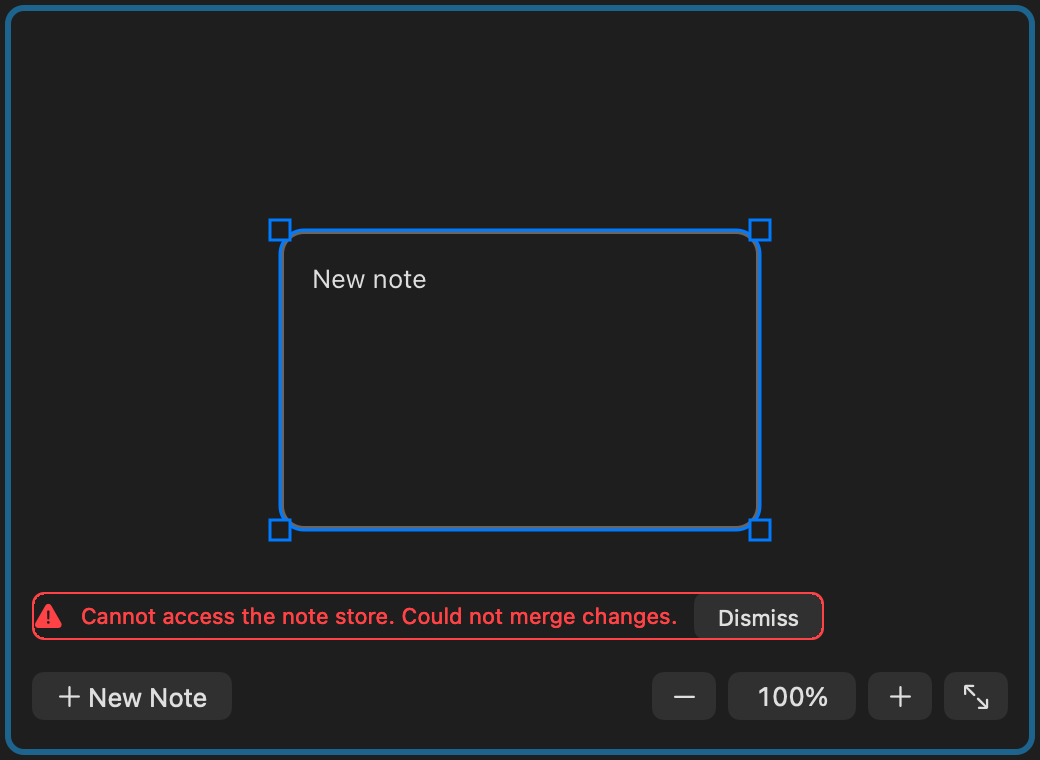 New note
Cannot access the note store. Could not merge changes.
Dismiss
New Note
100%